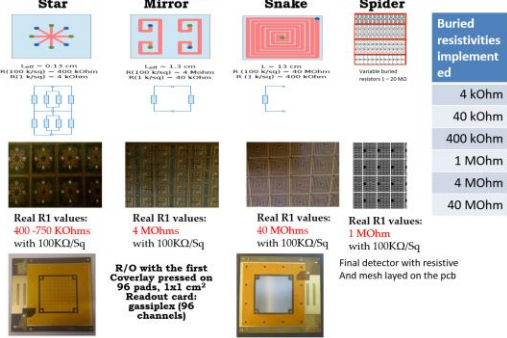 Star
Mirror
Snake
Spider
Leff = 0.13 cm
R(100 k/sq) ~ 400 kOhm
R(1 k/sq) ~ 4 kOhm
Leff = 1.3 cm
R(100 k/sq) ~ 4 Mohm
R(1 k/sq) ~ 40 kOhm
L ~ 13 cm
R (100 k/sq) ~ 40 MOhm
R (1 k/sq) ~ 400 kOhm
Variable buried
resistors 1 – 20 MΩ
Buried
resistivities
implement
ed
4 kOhm
40 kOhm
400 kOhm
1 MOhm
4 MOhm
40 MOhm
Real R1 values:
400 -750 KOhms
with 100KΩ/Sq
Real R1 values:
4 MOhms
with 100KΩ/Sq
Real R1 values:
40 MOhms
with 100KΩ/Sq
Real R1 values:
1 MOhm
with 100KΩ/Sq
R/O with the first
Coverlay pressed on
96 pads, 1x1 cm²
Readout card:
gassiplex (96
channels)
Final detector with resistive
And mesh layed on the pcb